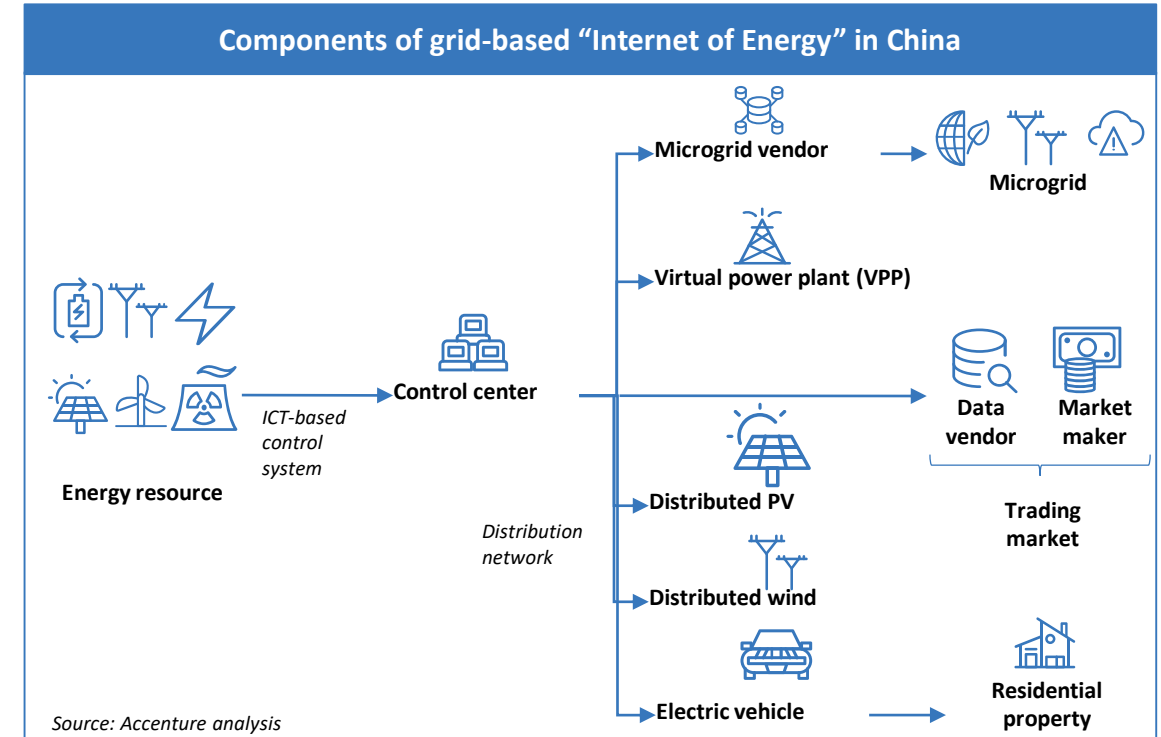 Components of grid-based “Internet of Energy” in China
Microgrid vendor
Microgrid
Virtual power plant (VPP)
Control center
ICT-based
control
system
Energy resource
Data
vendor
Market
maker
Distributed PV
Trading
market
Distribution
network
Distributed wind
Electric vehicle
Residential
property
Source: Accenture analysis